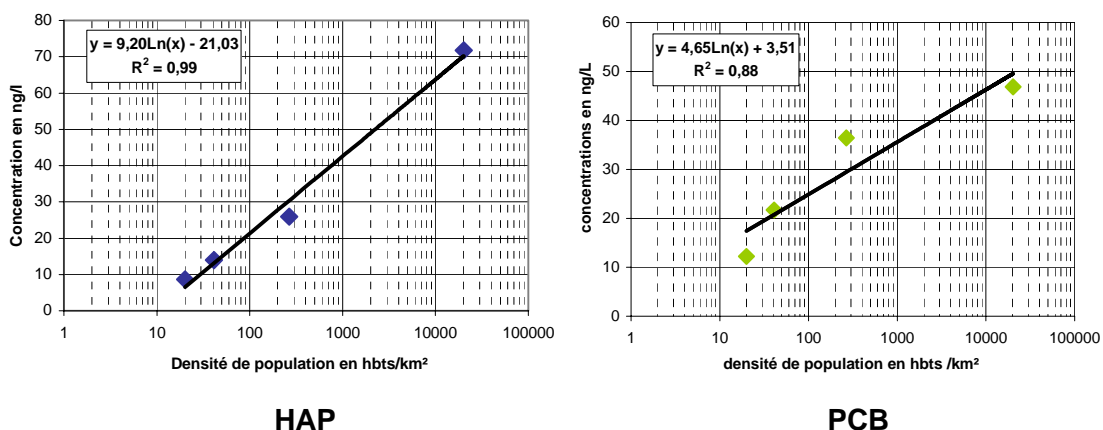 y = 9,20Ln(x) - 21,03
R² = 0,99
Concentration en ng/l
80
70
60
50
40
30
20
10
0
1
10
100
1000
10000
100000
Densité de population en hbts/km²
HAP
y = 4,65Ln(x) + 3,51
R² = 0,88
concentrations en ng/L
60
50
40
30
20
10
0
1
10
100
1000
10000
100000
densité de population en hbts /km²
PCB